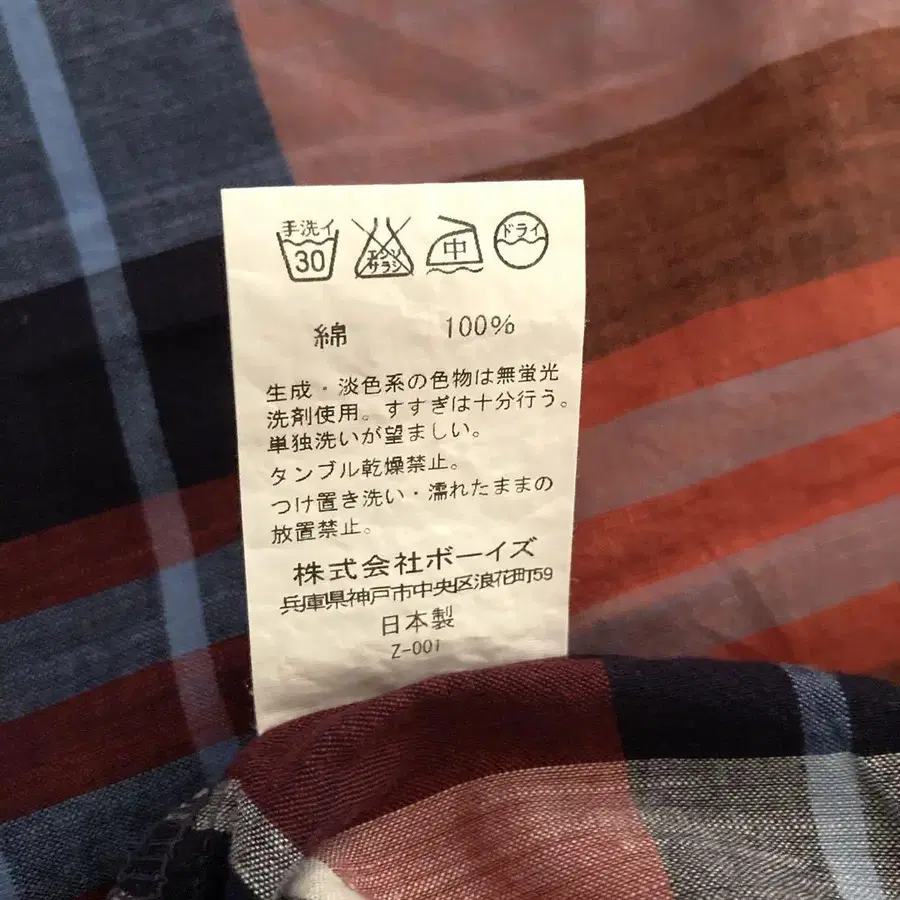 手洗イ 30 エンソサラシ 中 ドライ
綿 100%
生成・淡色系の色物は無蛍光
洗剤使用。すすぎは十分行う。
単独洗いが望ましい。
タンブル乾燥禁止。
つけ置き洗い・濡れたままの
放置禁止。
株式会社ボーイズ
兵庫県神戸市中央区浪花町59
日本製
Z-001